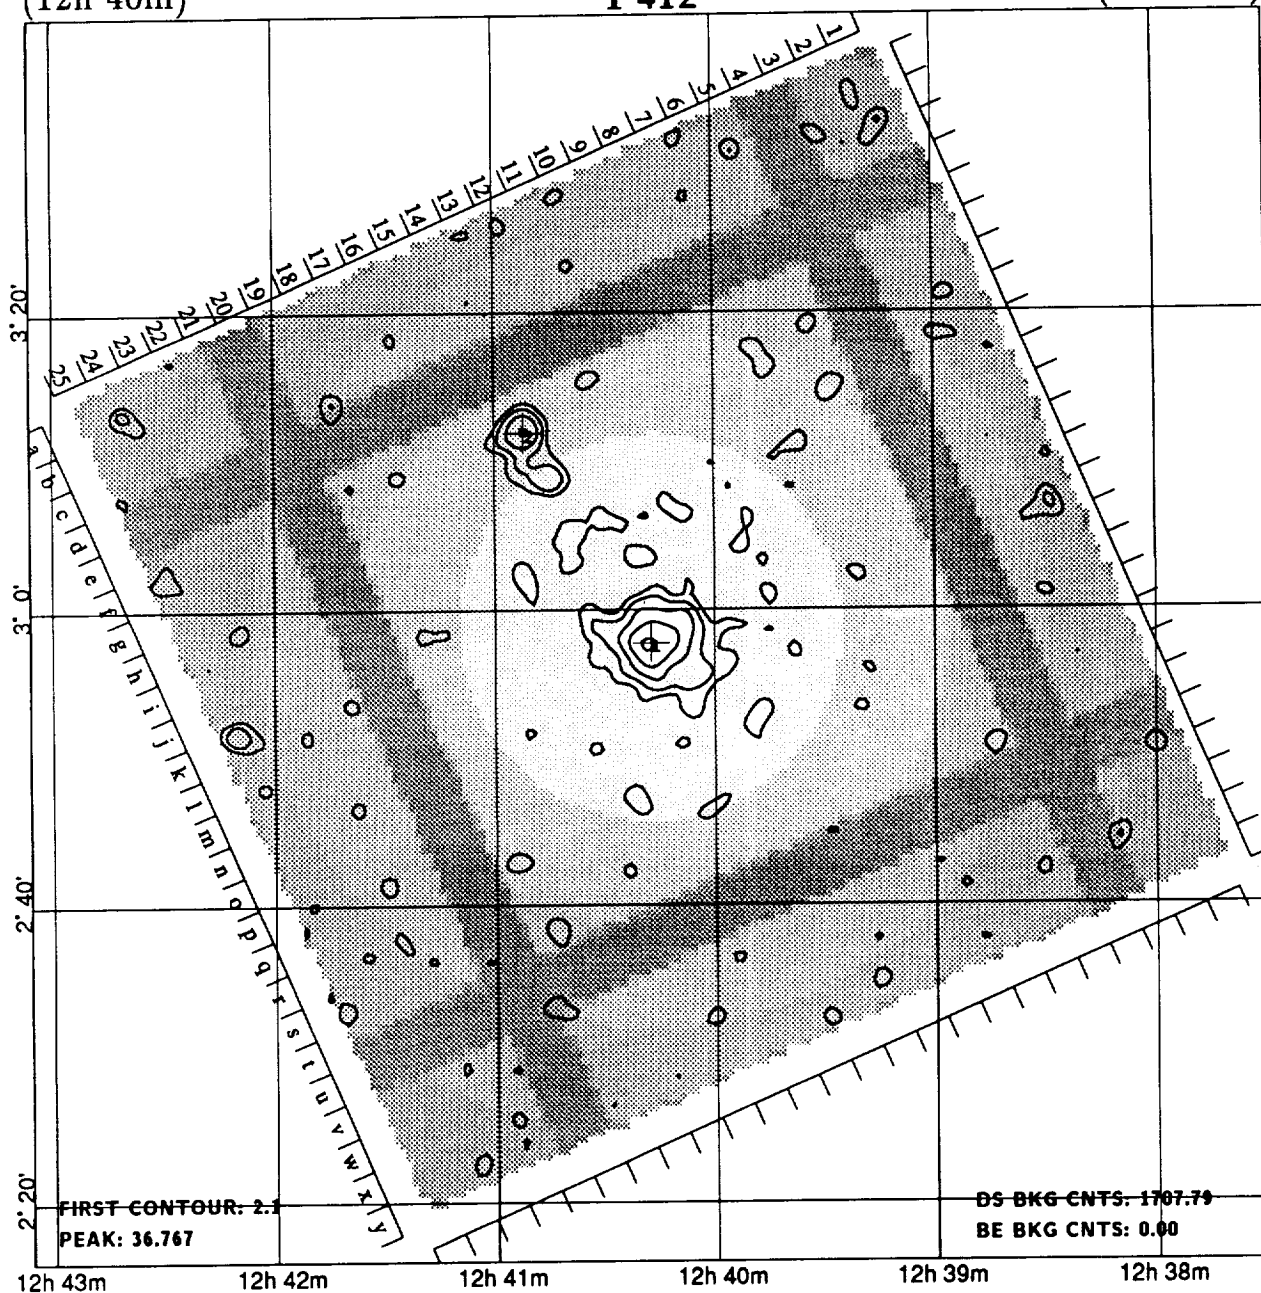 (12h 40m)
1 2 3 4 5 6 7 8 9 10 11 12 13 14 15 16 17 18 19 20 21 22 23 24 25
3° 20'
a b c d e f g h i j k l m n o p q r s t u v w x y
3° 0'
2° 40'
2° 20'
FIRST CONTOUR: 2.1
PEAK: 36.767
DS BKG CNTS: 1707.79
BE BKG CNTS: 0.00
12h 43m 12h 42m 12h 41m 12h 40m 12h 39m 12h 38m